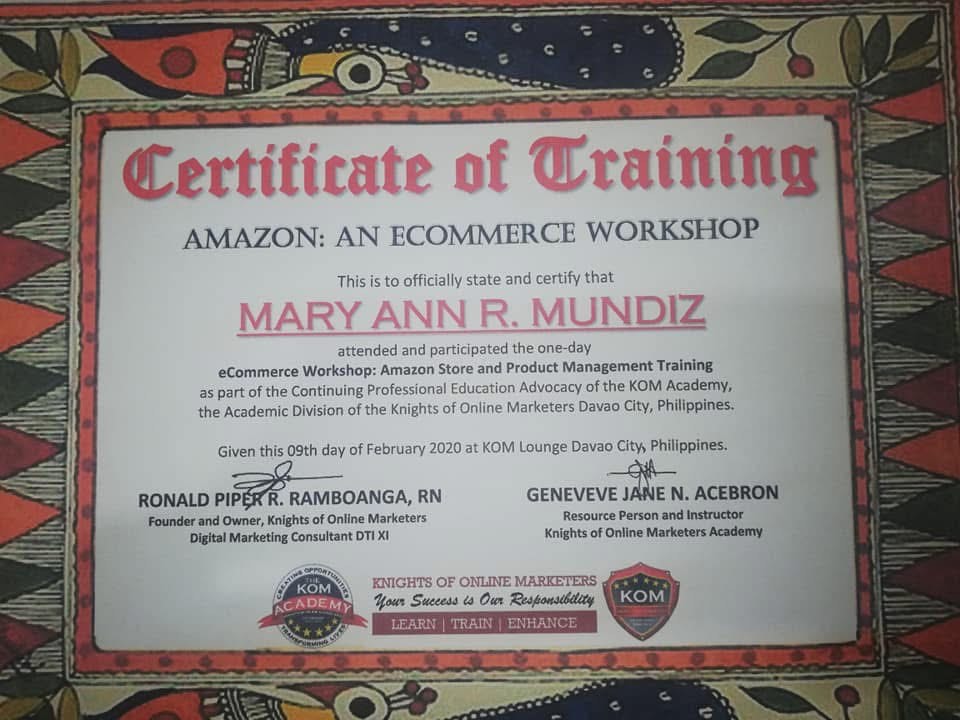 Certificate of Training
AMAZON: AN ECOMMERCE WORKSHOP
This is to officially state and certify that
MARY ANN R. MUNDIZ
attended and participated the one-day
eCommerce Workshop: Amazon Store and Product Management Training
as part of the Continuing Professional Education Advocacy of the KOM Academy,
the Academic Division of the Knights of Online Marketers Davao City, Philippines.
Given this 09th day of February 2020 at KOM Lounge Davao City, Philippines.
RONALD PIPER R. RAMBOANGA, RN
Founder and Owner, Knights of Online Marketers
Digital Marketing Consultant DTI XI
GENEVEVE JANE N. ACEBRON
Resource Person and Instructor
Knights of Online Marketers Academy
CREATING OPPORTUNITIES
THE
KOM
ACADEMY
TRANSFORMING LIVES
KNIGHTS OF ONLINE MARKETERS
Your Success is Our Responsibility
LEARN | TRAIN | ENHANCE
KOM